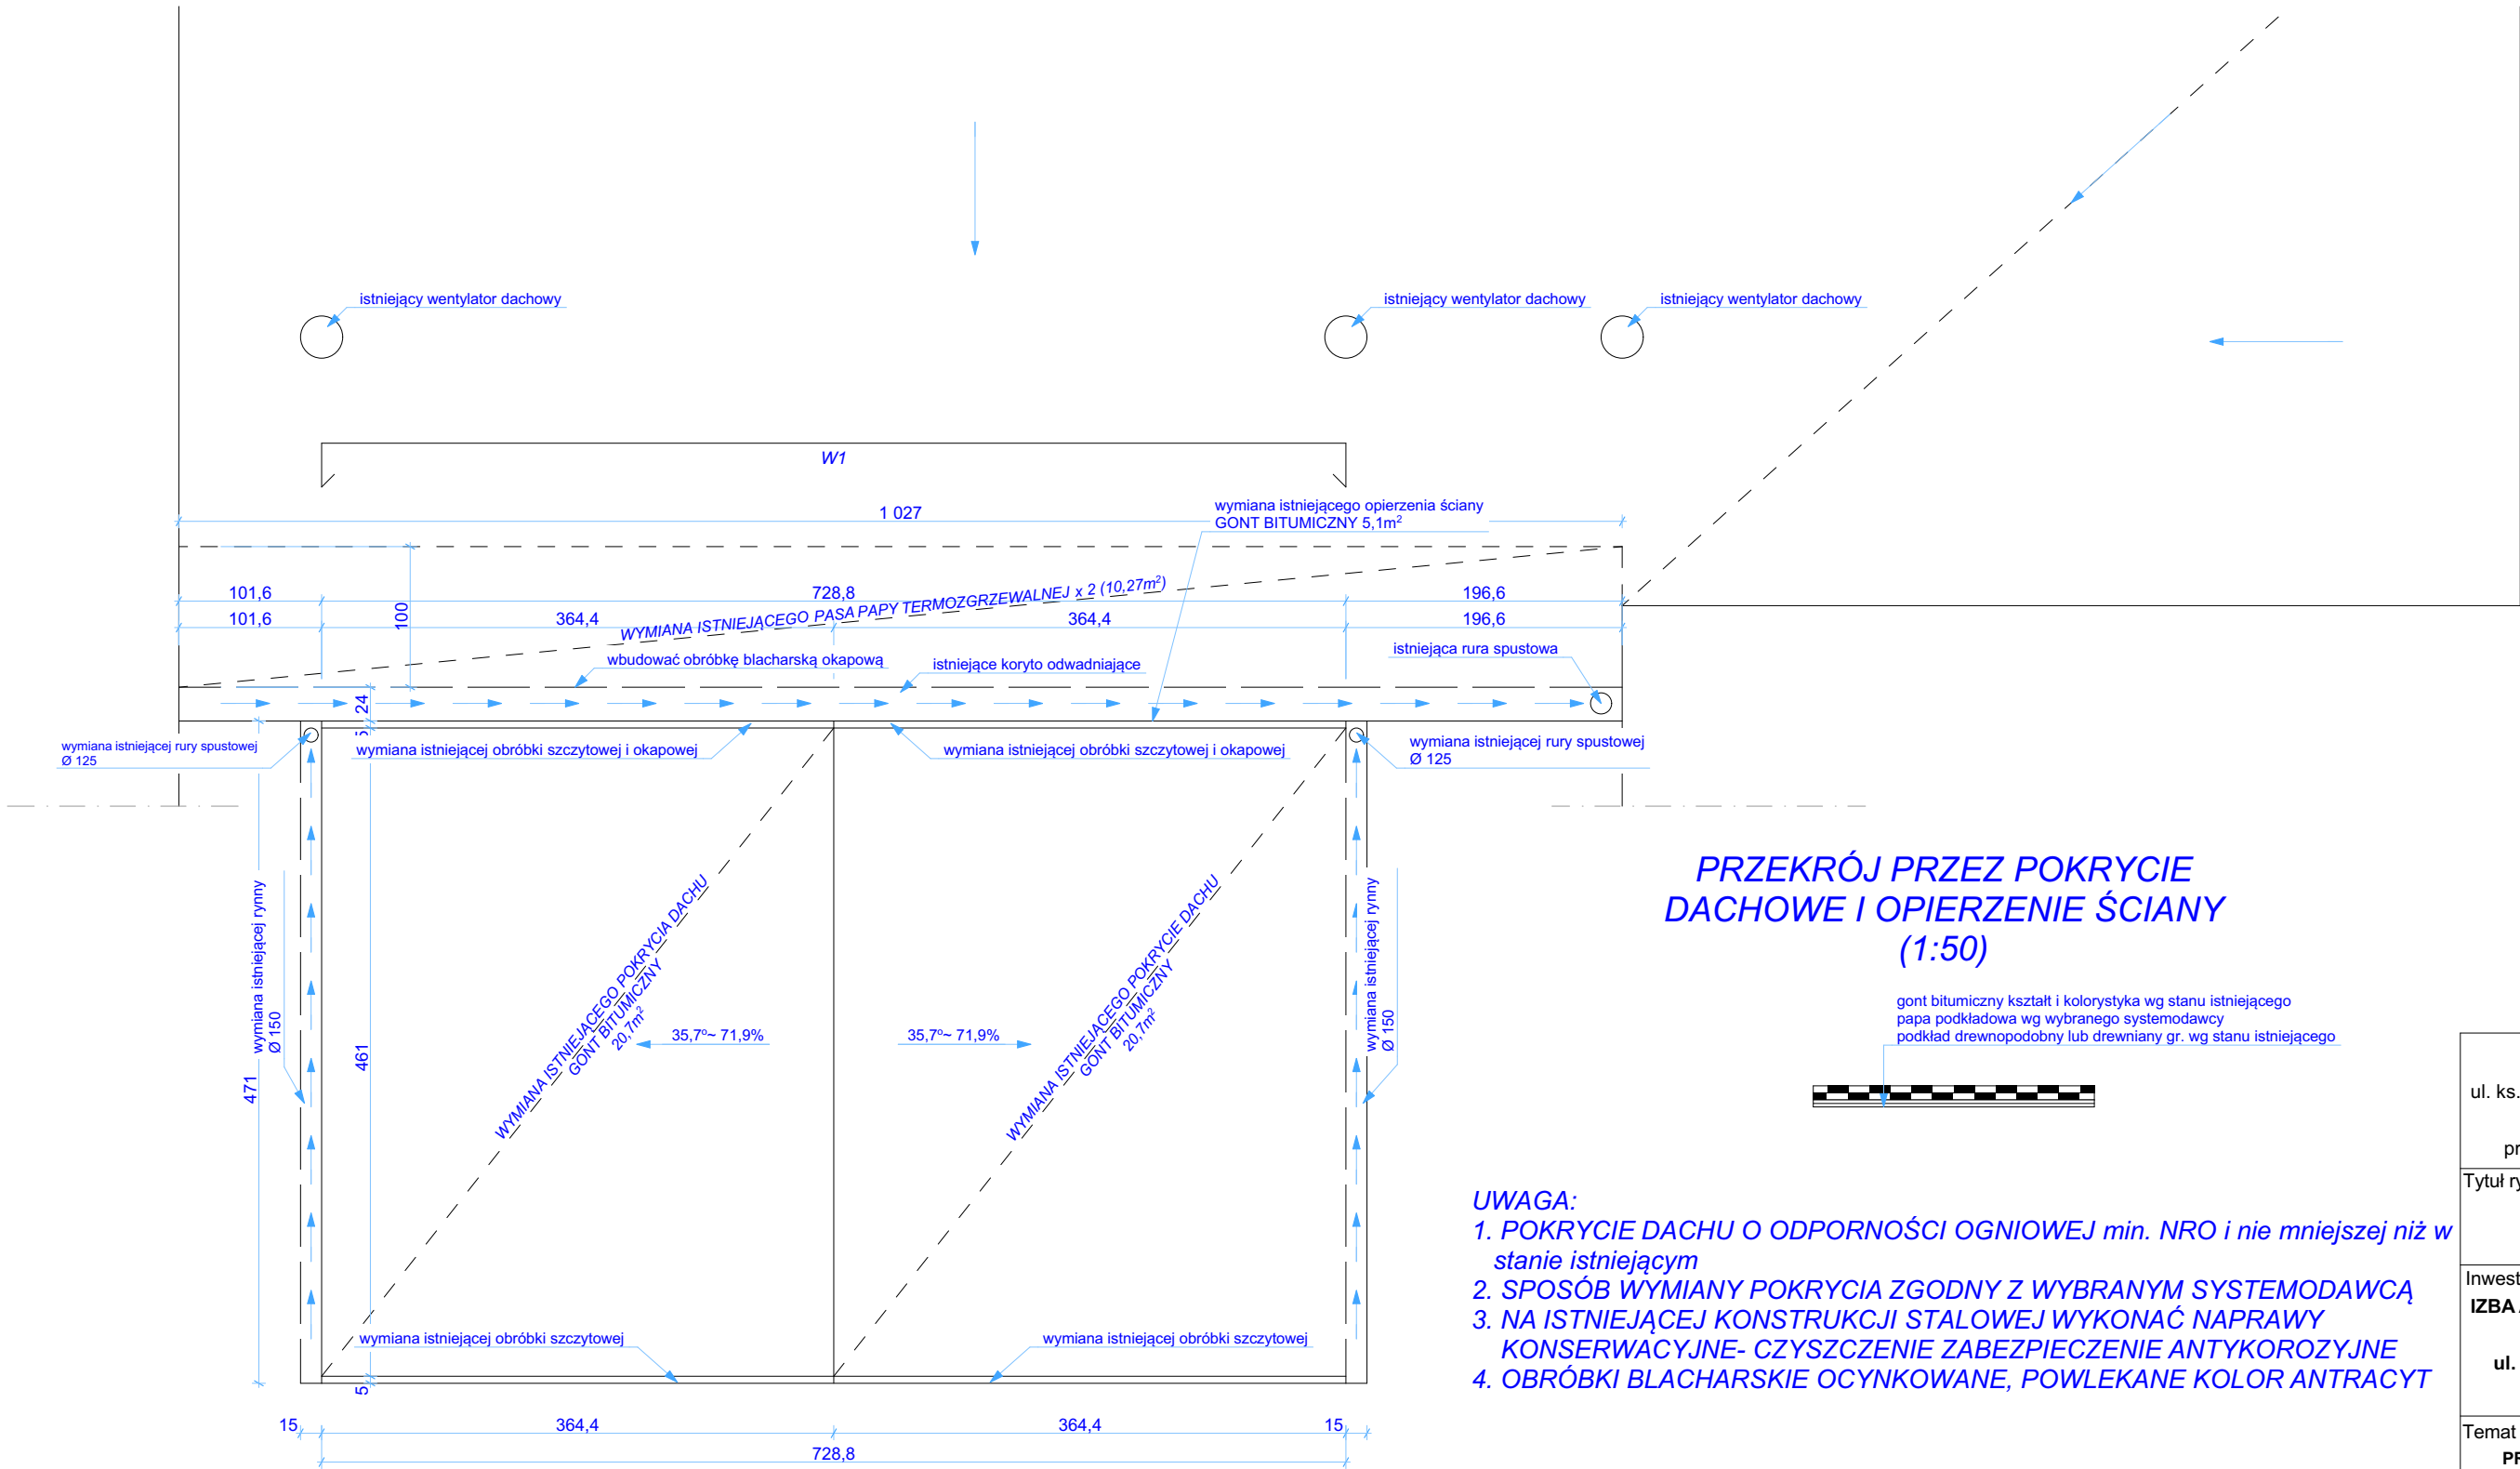 istniejący wentylator dachowy
istniejący wentylator dachowy
istniejący wentylator dachowy
W1
wymiana istniejącego opierzenia ściany
GONT BITUMICZNY 5,1m²
1 027
101,6
728,8
196,6
100
WYMIANA ISTNIEJĄCEGO PASA PAPY TERMOZGRZEWALNEJ x 2 (10,27m²)
101,6
364,4
364,4
196,6
wbudować obróbkę blacharską okapową
istniejące koryto odwadniające
istniejąca rura spustowa
24
5
wymiana istniejącej rury spustowej
Ø 125
wymiana istniejącej obróbki szczytowej i okapowej
wymiana istniejącej obróbki szczytowej i okapowej
wymiana istniejącej rury spustowej
Ø 125
471
wymiana istniejącej rynny
Ø 150
461
WYMIANA ISTNIEJĄCEGO POKRYCIA DACHU
GONT BITUMICZNY
20,7m²
35,7º~ 71,9%
35,7º~ 71,9%
WYMIANA ISTNIEJĄCEGO POKRYCIE DACHU
GONT BITUMICZNY
20,7m²
wymiana istniejącej rynny
Ø 150
PRZEKRÓJ PRZEZ POKRYCIE
DACHOWE I OPIERZENIE ŚCIANY
(1:50)
gont bitumiczny kształt i kolorystyka wg stanu istniejącego
papa podkładowa wg wybranego systemodawcy
podkład drewnopodobny lub drewniany gr. wg stanu istniejącego
UWAGA:
1. POKRYCIE DACHU O ODPORNOŚCI OGNIOWEJ min. NRO i nie mniejszej niż w
stanie istniejącym
2. SPOSÓB WYMIANY POKRYCIA ZGODNY Z WYBRANYM SYSTEMODAWCĄ
3. NA ISTNIEJĄCEJ KONSTRUKCJI STALOWEJ WYKONAĆ NAPRAWY
KONSERWACYJNE- CZYSZCZENIE ZABEZPIECZENIE ANTYKOROZYJNE
4. OBRÓBKI BLACHARSKIE OCYNKOWANE, POWLEKANE KOLOR ANTRACYT
wymiana istniejącej obróbki szczytowej
wymiana istniejącej obróbki szczytowej
5
15
364,4
364,4
15
728,8
ul. ks.
pr
Tytuł ry
Inwest
IZBA
ul.
Temat